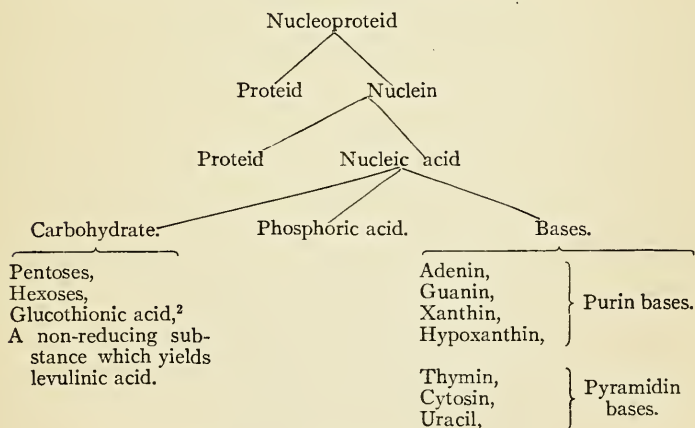 Nucleoproteid
Proteid Nuclein
Proteid Nucleic acid
Carbohydrate. Phosphoric acid. Bases.
Pentoses,
Hexoses,
Glucothionic acid,²
A non-reducing sub-
stance which yields
levulinic acid.
Adenin,
Guanin,
Xanthin,
Hypoxanthin,
Purin bases.
Thymin,
Cytosin,
Uracil,
Pyramidin
bases.